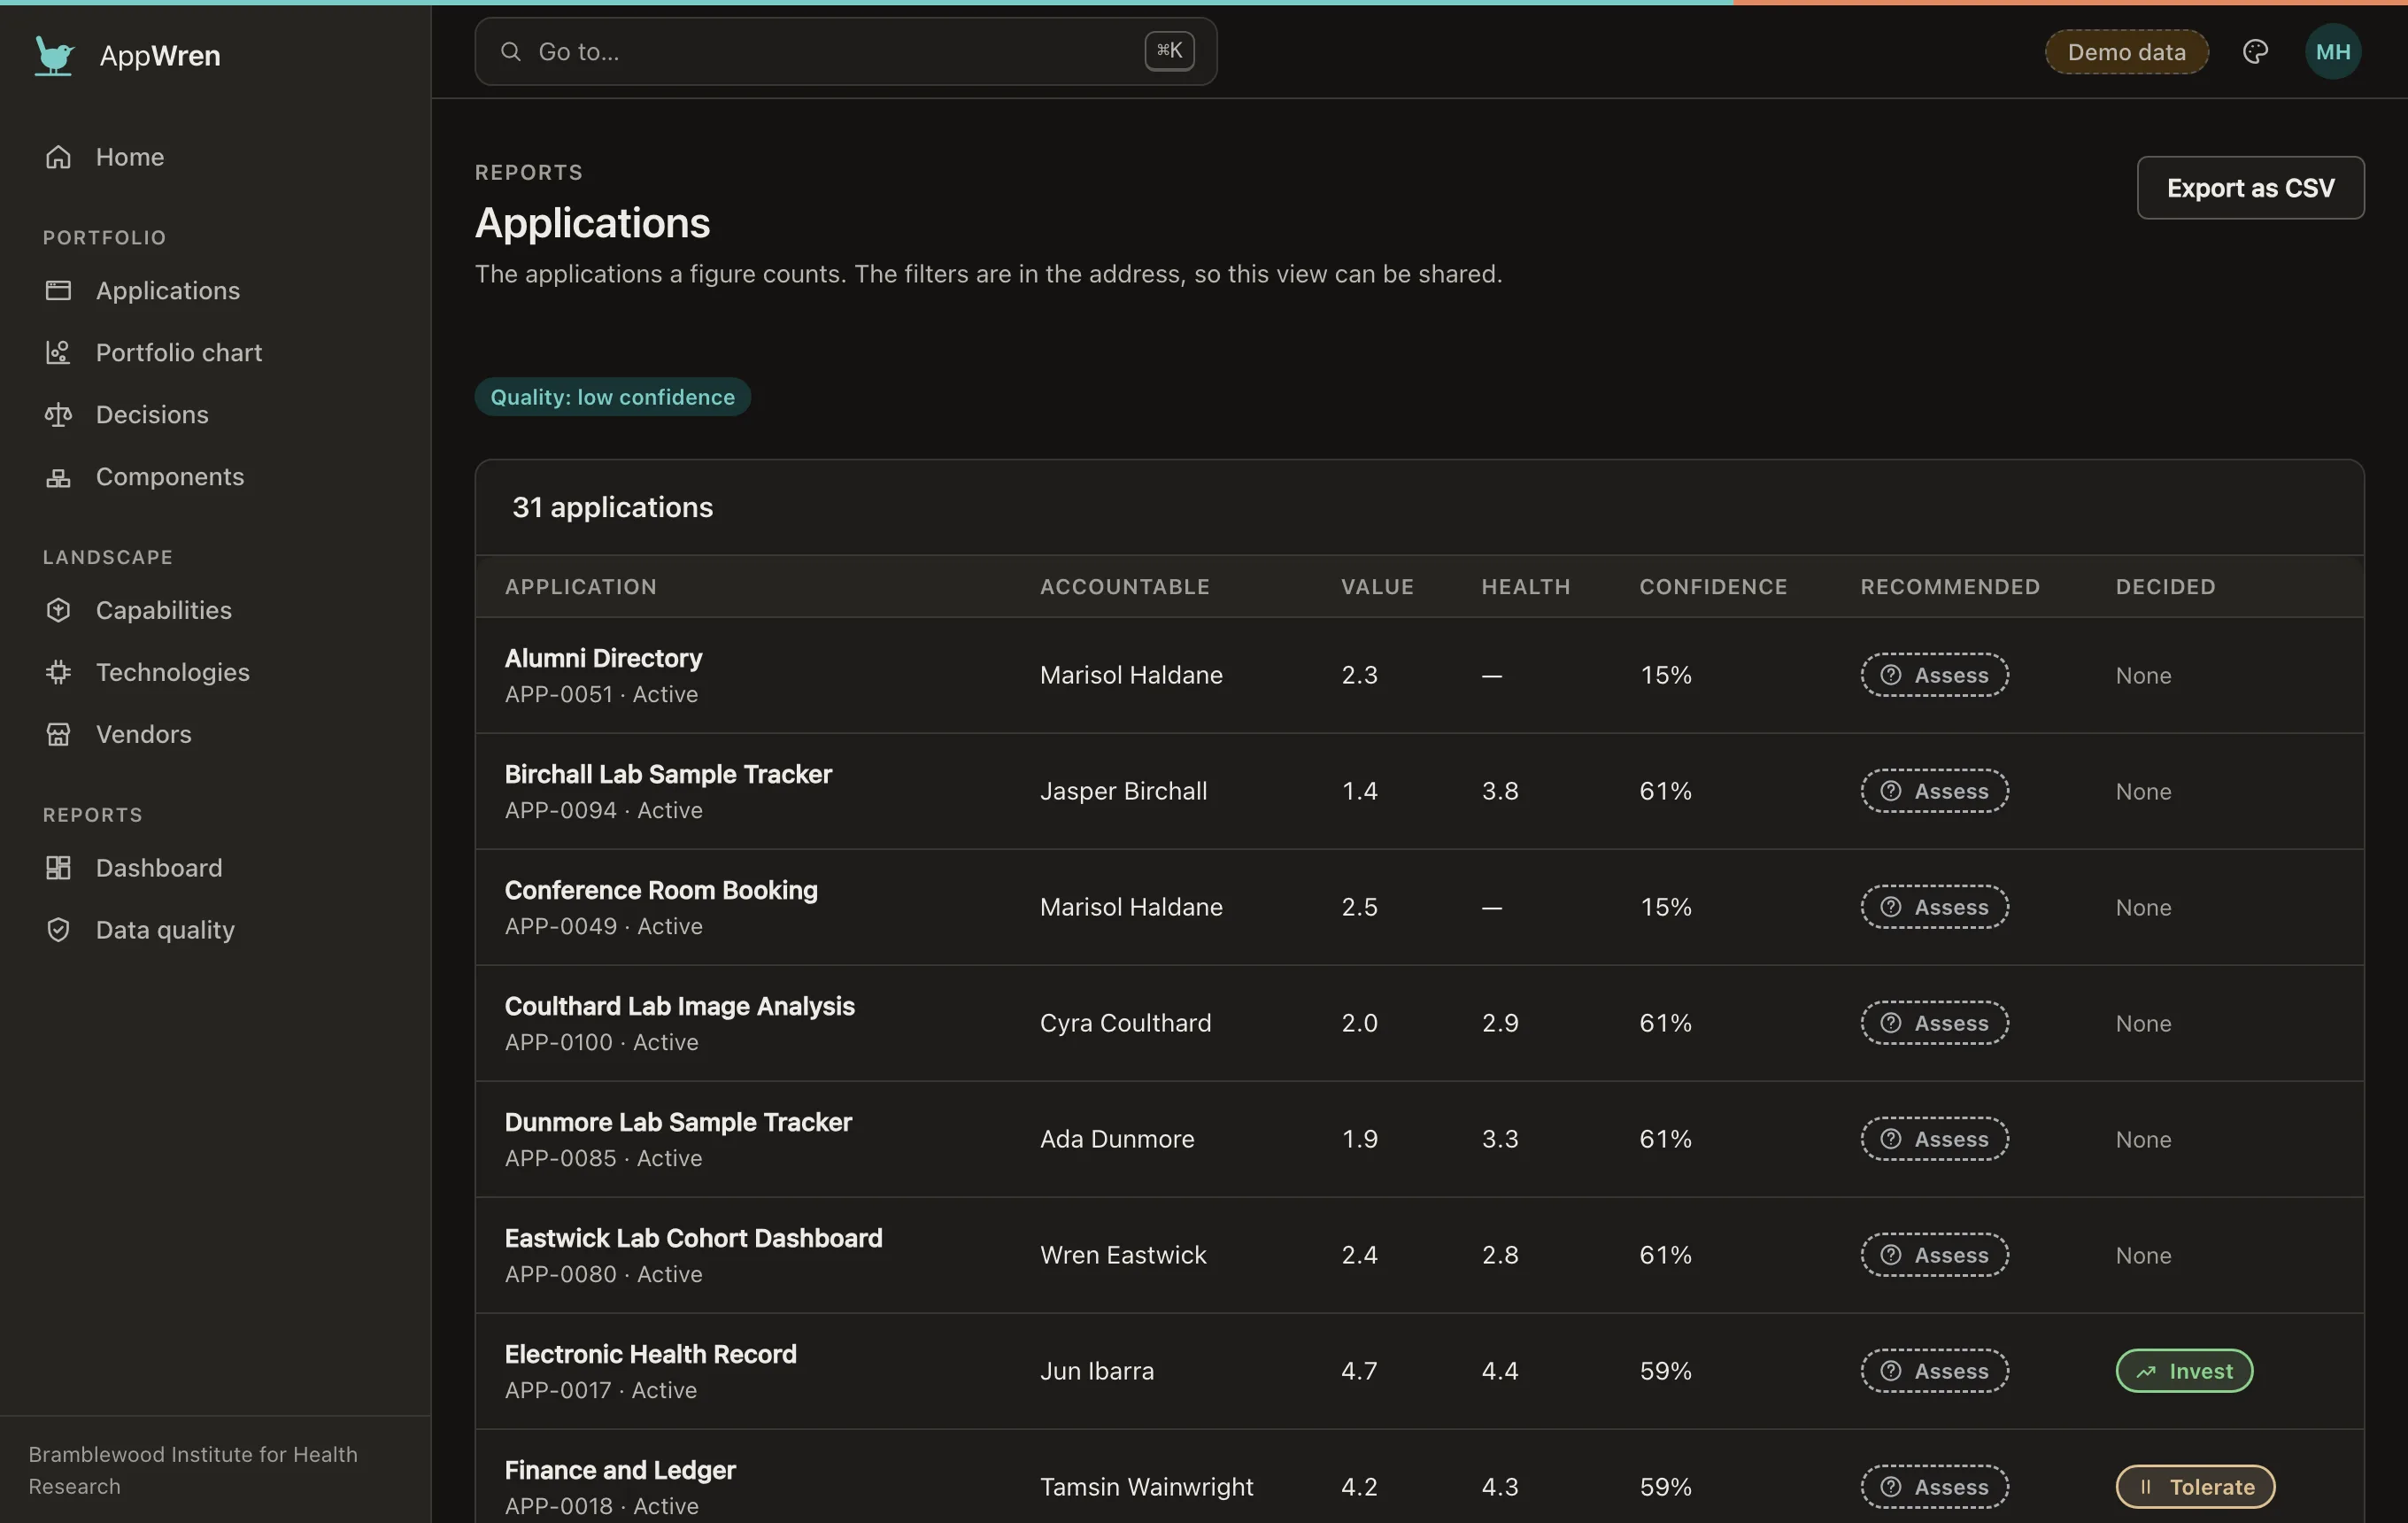 AppWren
Go to...
⌘K
Demo data
MH
Home
PORTFOLIO
Applications
Portfolio chart
Decisions
Components
LANDSCAPE
Capabilities
Technologies
Vendors
REPORTS
Dashboard
Data quality
Bramblewood Institute for Health
Research
REPORTS
Applications
The applications a figure counts. The filters are in the address, so this view can be shared.
Export as CSV
Quality: low confidence
31 applications
APPLICATION ACCOUNTABLE VALUE HEALTH CONFIDENCE RECOMMENDED DECIDED
Alumni Directory
APP-0051 · Active
Marisol Haldane 2.3 — 15% Assess None
Birchall Lab Sample Tracker
APP-0094 · Active
Jasper Birchall 1.4 3.8 61% Assess None
Conference Room Booking
APP-0049 · Active
Marisol Haldane 2.5 — 15% Assess None
Coulthard Lab Image Analysis
APP-0100 · Active
Cyra Coulthard 2.0 2.9 61% Assess None
Dunmore Lab Sample Tracker
APP-0085 · Active
Ada Dunmore 1.9 3.3 61% Assess None
Eastwick Lab Cohort Dashboard
APP-0080 · Active
Wren Eastwick 2.4 2.8 61% Assess None
Electronic Health Record
APP-0017 · Active
Jun Ibarra 4.7 4.4 59% Assess Invest
Finance and Ledger
APP-0018 · Active
Tamsin Wainwright 4.2 4.3 59% Assess Tolerate